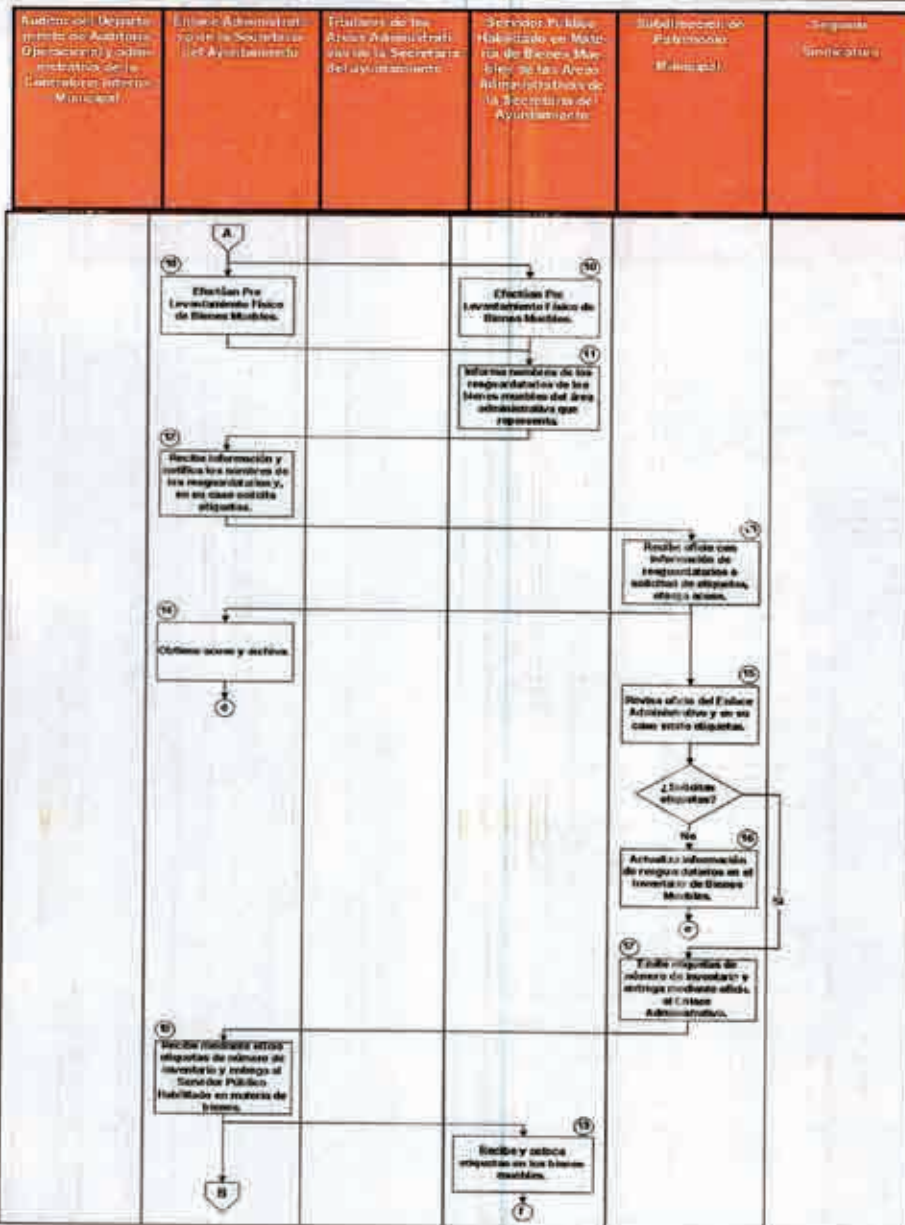 Auditor del Departa-
mento de Auditoría
Operacional y admi-
nistrativa de la
Contraloría Interna
Municipal
Enlace Administrati-
vo de la Secretaría
del Ayuntamiento
Titulares de las
Áreas Administrati-
vas de la Secretaría
del ayuntamiento
Servidor Público
Habilitado en Mate-
ria de Bienes Mue-
bles de las Áreas
Administrativas de
la Secretaría del
Ayuntamiento
Subdirección de
Patrimonio
Municipal
Segunda
Sindicatura
A
10
Efectúan Pre
Levantamiento Físico
de Bienes Muebles.
10
Efectúan Pre
Levantamiento Físico de
Bienes Muebles.
11
Informa nombres de los
resguardatarios de los
bienes muebles del área
administrativa que
representa.
12
Recibe información y
notifica los nombres de
los resguardatarios y,
en su caso solicita
etiquetas.
13
Recibe oficio con
información de
resguardatarios o
solicitud de etiquetas,
otorga acuse.
14
Obtiene acuse y archiva.
15
Revisa oficio del Enlace
Administrativo y en su
caso emite etiquetas.
¿Solicitan
etiquetas?
No
Si
16
Actualiza información
de resguardatarios en el
Inventario de Bienes
Muebles.
17
Emite etiquetas de
número de inventario y
entrega mediante oficio
al Enlace
Administrativo.
Recibe mediante oficio
etiquetas de número de
inventario y entrega al
Servidor Público
Habilitado en materia de
bienes.
19
Recibe y coloca
etiquetas en los bienes
muebles.
B
F